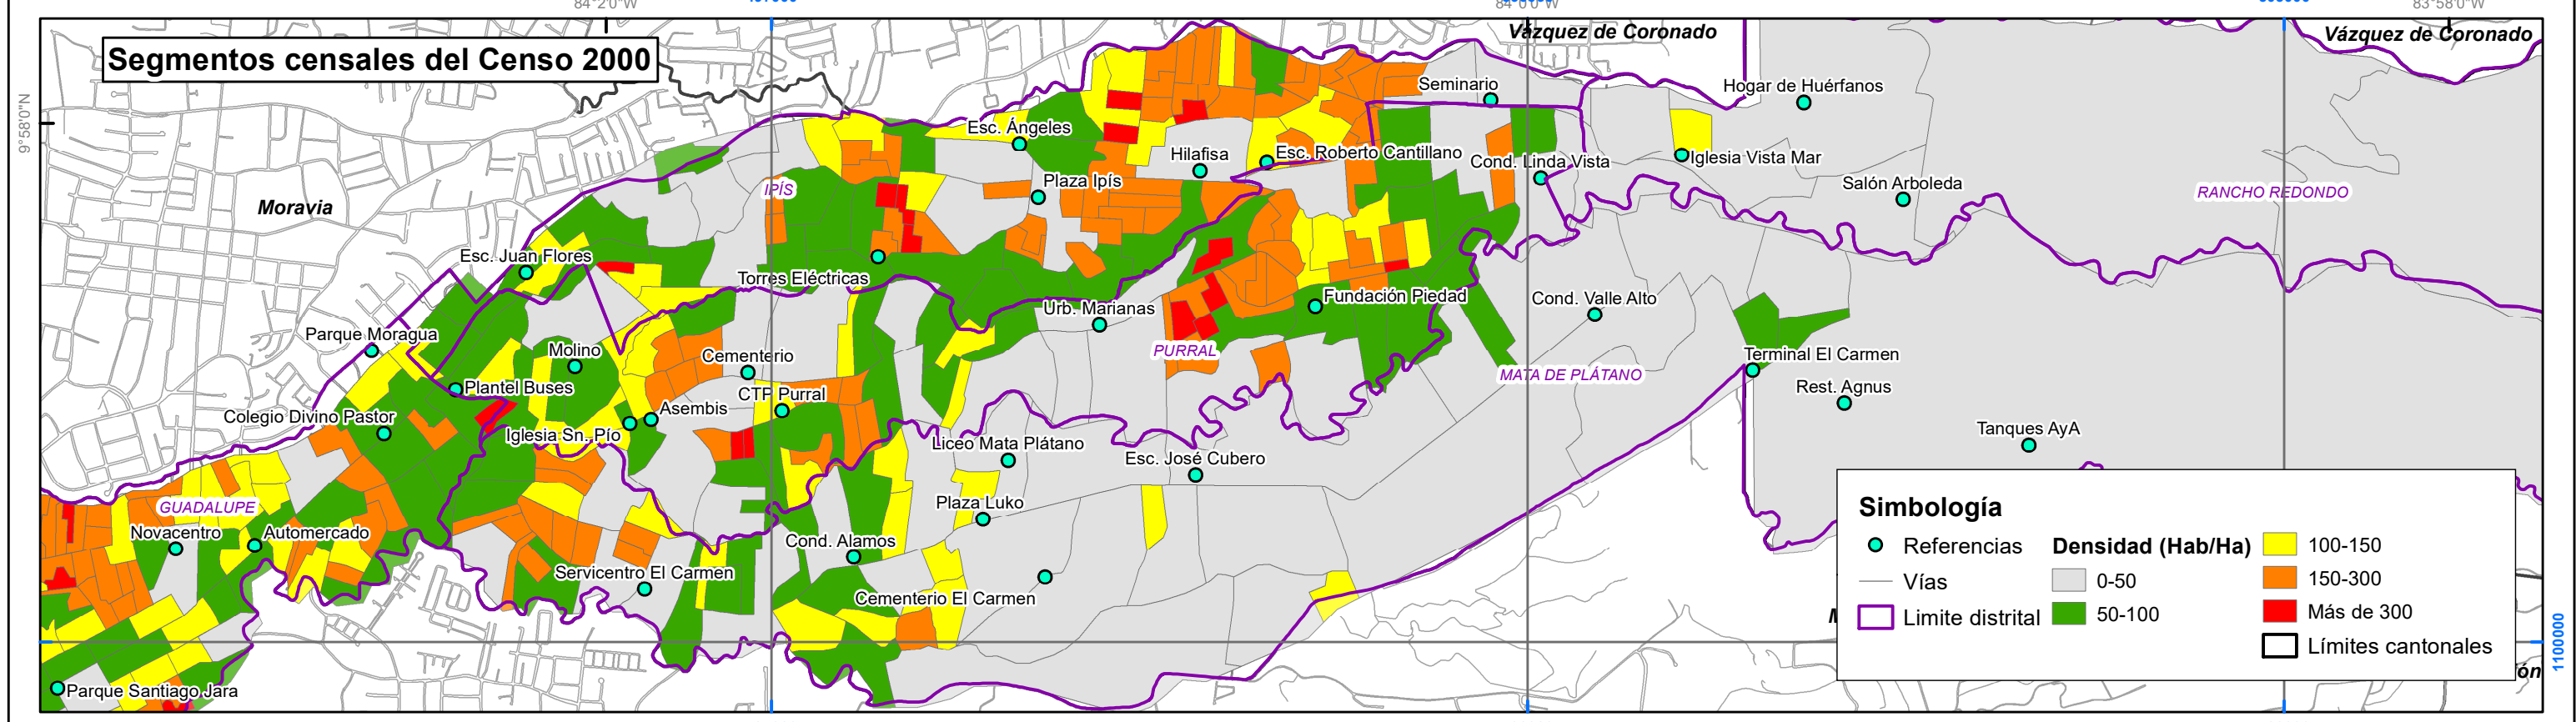 84°2'0"W
84°0'0"W
83°58'0"W
Segmentos censales del Censo 2000
Vázquez de Coronado
Vázquez de Coronado
9°58'0"N
Seminario
Hogar de Huérfanos
Esc. Ángeles
Hilafisa
Esc. Roberto Cantillano
Cond. Linda Vista
Iglesia Vista Mar
IPÍS
Plaza Ipís
Salón Arboleda
RANCHO REDONDO
Moravia
Esc. Juan Flores
Torres Eléctricas
Urb. Marianas
Fundación Piedad
Cond. Valle Alto
Parque Moragua
Molino
Cementerio
PURRAL
MATA DE PLÁTANO
Terminal El Carmen
Plantel Buses
CTP Purral
Rest. Agnus
Colegio Divino Pastor
Asembis
Iglesia Sn. Pío
Liceo Mata Plátano
Esc. José Cubero
Tanques AyA
GUADALUPE
Plaza Luko
Novacentro
Automercado
Cond. Alamos
Servicentro El Carmen
Cementerio El Carmen
Parque Santiago Jara
Simbología
Referencias
Vías
Limite distrital
Densidad (Hab/Ha)
0-50
50-100
100-150
150-300
Más de 300
Límites cantonales
1100000